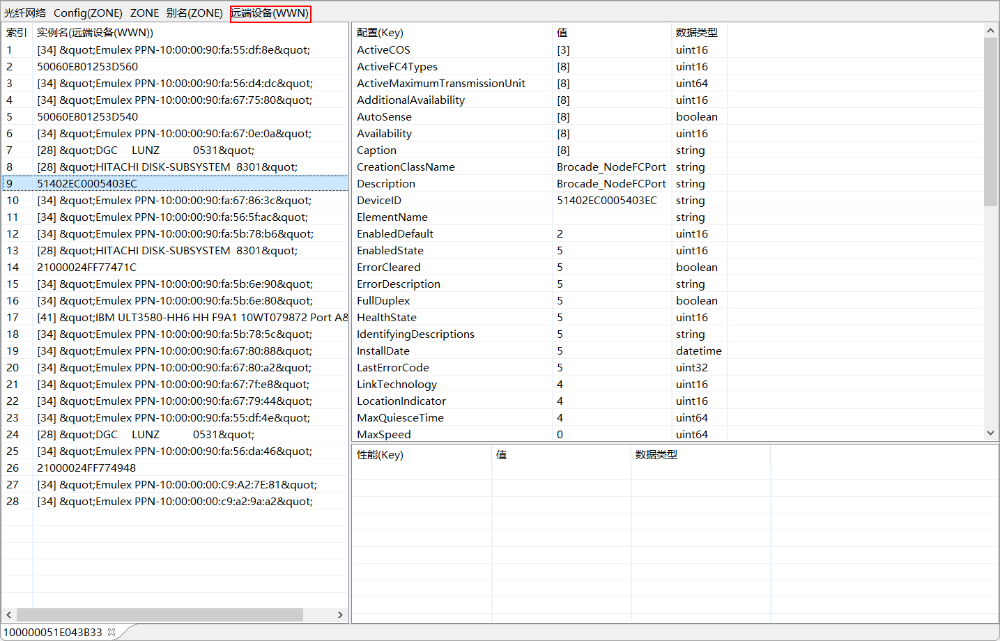 光纤网络 Config(ZONE) ZONE 别名(ZONE) 远端设备(WWN)
索引 实例名(远端设备(WWN))
1 [34] &quot;Emulex PPN-10:00:00:90:fa:55:df:8e&quot;
2 50060E801253D560
3 [34] &quot;Emulex PPN-10:00:00:90:fa:56:d4:dc&quot;
4 [34] &quot;Emulex PPN-10:00:00:90:fa:67:75:80&quot;
5 50060E801253D540
6 [34] &quot;Emulex PPN-10:00:00:90:fa:67:0e:0a&quot;
7 [28] &quot;DGC     LUNZ            0531&quot;
8 [28] &quot;HITACHI DISK-SUBSYSTEM  8301&quot;
9 51402EC0005403EC
10 [34] &quot;Emulex PPN-10:00:00:90:fa:67:86:3c&quot;
11 [34] &quot;Emulex PPN-10:00:00:90:fa:56:5f:ac&quot;
12 [34] &quot;Emulex PPN-10:00:00:90:fa:5b:78:b6&quot;
13 [28] &quot;HITACHI DISK-SUBSYSTEM  8301&quot;
14 21000024FF77471C
15 [34] &quot;Emulex PPN-10:00:00:90:fa:5b:6e:90&quot;
16 [34] &quot;Emulex PPN-10:00:00:90:fa:5b:6e:80&quot;
17 [41] &quot;IBM ULT3580-HH6 HH F9A1 10WT079872 Port A&
18 [34] &quot;Emulex PPN-10:00:00:90:fa:5b:78:5c&quot;
19 [34] &quot;Emulex PPN-10:00:00:90:fa:67:80:88&quot;
20 [34] &quot;Emulex PPN-10:00:00:90:fa:67:80:a2&quot;
21 [34] &quot;Emulex PPN-10:00:00:90:fa:67:7f:e8&quot;
22 [34] &quot;Emulex PPN-10:00:00:90:fa:67:79:44&quot;
23 [34] &quot;Emulex PPN-10:00:00:90:fa:55:df:4e&quot;
24 [28] &quot;DGC     LUNZ            0531&quot;
25 [34] &quot;Emulex PPN-10:00:00:90:fa:56:da:46&quot;
26 21000024FF774948
27 [34] &quot;Emulex PPN-10:00:00:00:C9:A2:7E:81&quot;
28 [34] &quot;Emulex PPN-10:00:00:00:c9:a2:9a:a2&quot;
配置(Key) 值 数据类型
ActiveCOS [3] uint16
ActiveFC4Types [8] uint16
ActiveMaximumTransmissionUnit [8] uint64
AdditionalAvailability [8] uint16
AutoSense [8] boolean
Availability [8] uint16
Caption [8] string
CreationClassName Brocade_NodeFCPort string
Description Brocade_NodeFCPort string
DeviceID 51402EC0005403EC string
ElementName string
EnabledDefault 2 uint16
EnabledState 5 uint16
ErrorCleared 5 boolean
ErrorDescription 5 string
FullDuplex 5 boolean
HealthState 5 uint16
IdentifyingDescriptions 5 string
InstallDate 5 datetime
LastErrorCode 5 uint32
LinkTechnology 4 uint16
LocationIndicator 4 uint16
MaxQuiesceTime 4 uint64
MaxSpeed 0 uint64
性能(Key) 值 数据类型
100000051E043B33